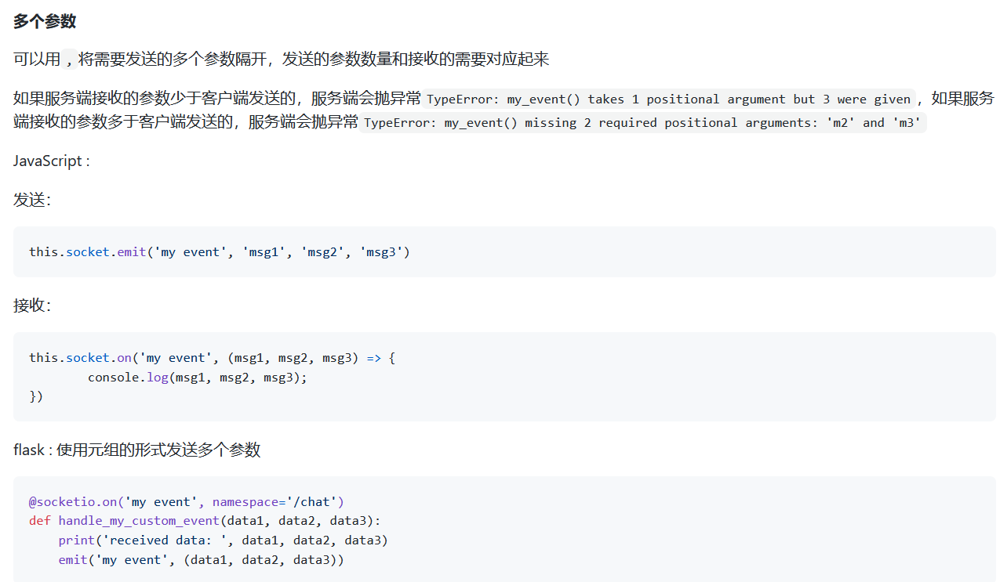 多个参数
可以用 , 将需要发送的多个参数隔开，发送的参数数量和接收的需要对应起来
如果服务端接收的参数少于客户端发送的，服务端会抛异常 TypeError: my_event() takes 1 positional argument but 3 were given ，如果服务
端接收的参数多于客户端发送的，服务端会抛异常 TypeError: my_event() missing 2 required positional arguments: 'm2' and 'm3'
JavaScript :
发送：
this.socket.emit('my event', 'msg1', 'msg2', 'msg3')
接收：
this.socket.on('my event', (msg1, msg2, msg3) => {
        console.log(msg1, msg2, msg3);
})
flask : 使用元组的形式发送多个参数
@socketio.on('my event', namespace='/chat')
def handle_my_custom_event(data1, data2, data3):
    print('received data: ', data1, data2, data3)
    emit('my event', (data1, data2, data3))